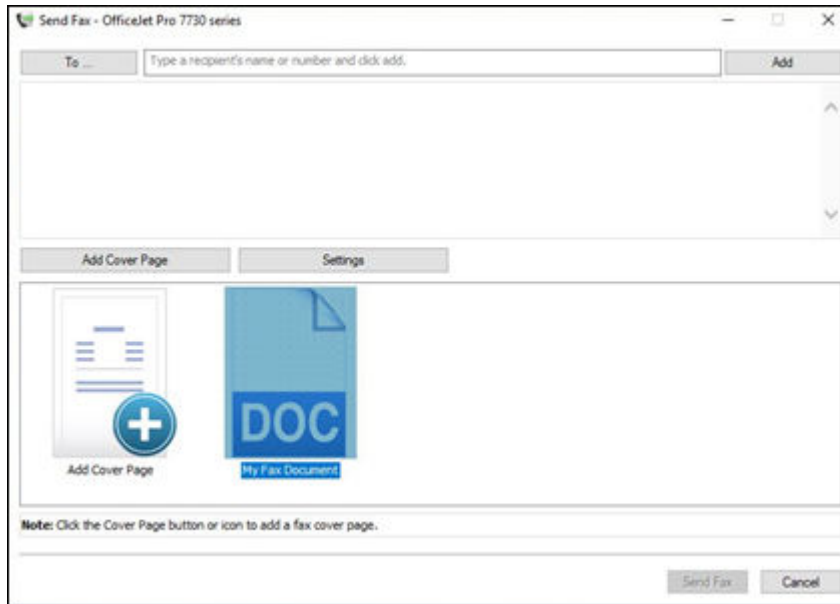 Send Fax - OfficeJet Pro 7730 series
To ...
Type a recipient's name or number and click add.
Add
Add Cover Page
Settings
DOC
Add Cover Page
My Fax Document
Note: Click the Cover Page button or icon to add a fax cover page.
Send Fax
Cancel